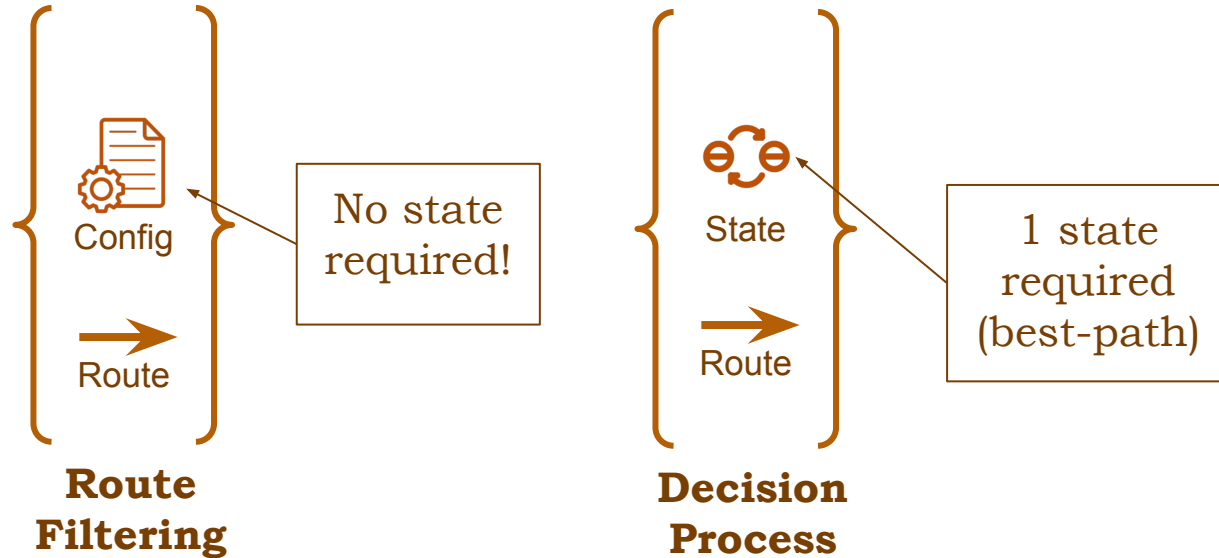 Config
Route
Route
Filtering
No state
required!
State
Route
Decision
Process
1 state
required
(best-path)